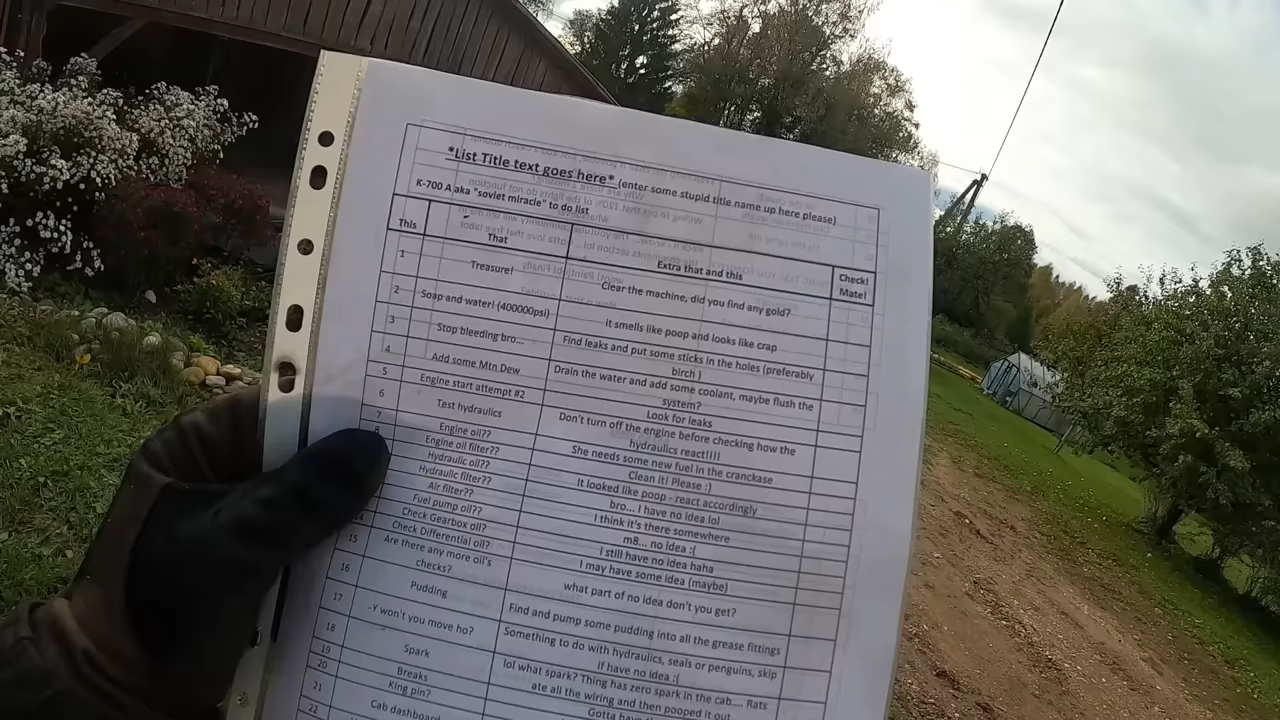 *List Title text goes here* (enter some stupid title name up here please)
K-700 A aka "soviet miracle" to do list
This That Extra that and this Check! Mate!
1 Treasure! Clear the machine, did you find any gold?
2 Soap and water! (400000psi) It smells like poop and looks like crap
3 Stop bleeding bro... Find leaks and put some sticks in the holes (preferably
birch )
4 Add some Mtn Dew Drain the water and add some coolant, maybe flush the
system?
5 Engine start attempt #2 Look for leaks
6 Test hydraulics Don't turn off the engine before checking how the
hydraulics react!!!!
7 Engine oil?? She needs some new fuel in the crankcase
8 Engine oil filter?? Clean it! Please :)
Hydraulic oil?? It looked like poop - react accordingly
Hydraulic filter?? bro... I have no idea lol
Air filter?? I think it's there somewhere
Fuel pump oil?? m8... no idea :(
Check Gearbox oil? I still have no idea haha
14 Check Differential oil? I may have some idea (maybe)
15 Are there any more oil's
checks? what part of no idea don't you get?
16 Pudding Find and pump some pudding into all the grease fittings
17 -Y won't you move ho? Something to do with hydraulics, seals or penguins, skip
if have no idea :(
18 Spark lol what spark? Thing has zero spark in the cab.... Rats
ate all the wiring and then pooped it out
19 Breaks Gotta have
20 King pin?
21 Cab dashboard
22